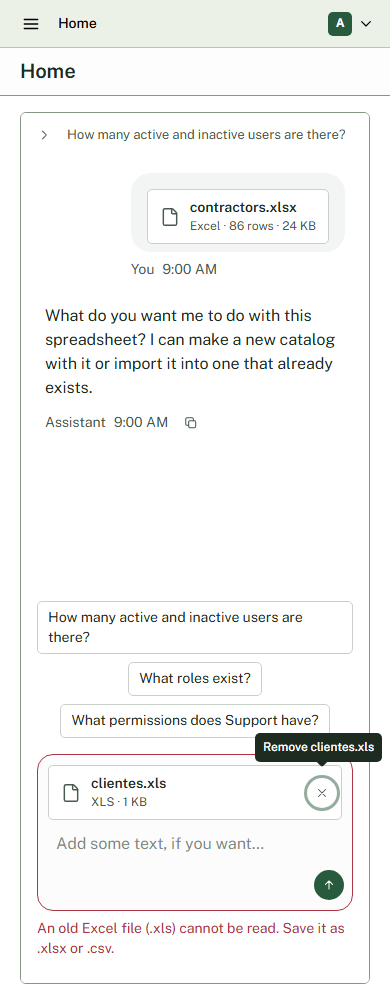 Home
A
Home
How many active and inactive users are there?
contractors.xlsx
Excel · 86 rows · 24 KB
You 9:00 AM
What do you want me to do with this
spreadsheet? I can make a new catalog
with it or import it into one that already
exists.
Assistant 9:00 AM
How many active and inactive users are
there?
What roles exist?
What permissions does Support have?
Remove clientes.xls
clientes.xls
XLS · 1 KB
Add some text, if you want...
An old Excel file (.xls) cannot be read. Save it as
.xlsx or .csv.